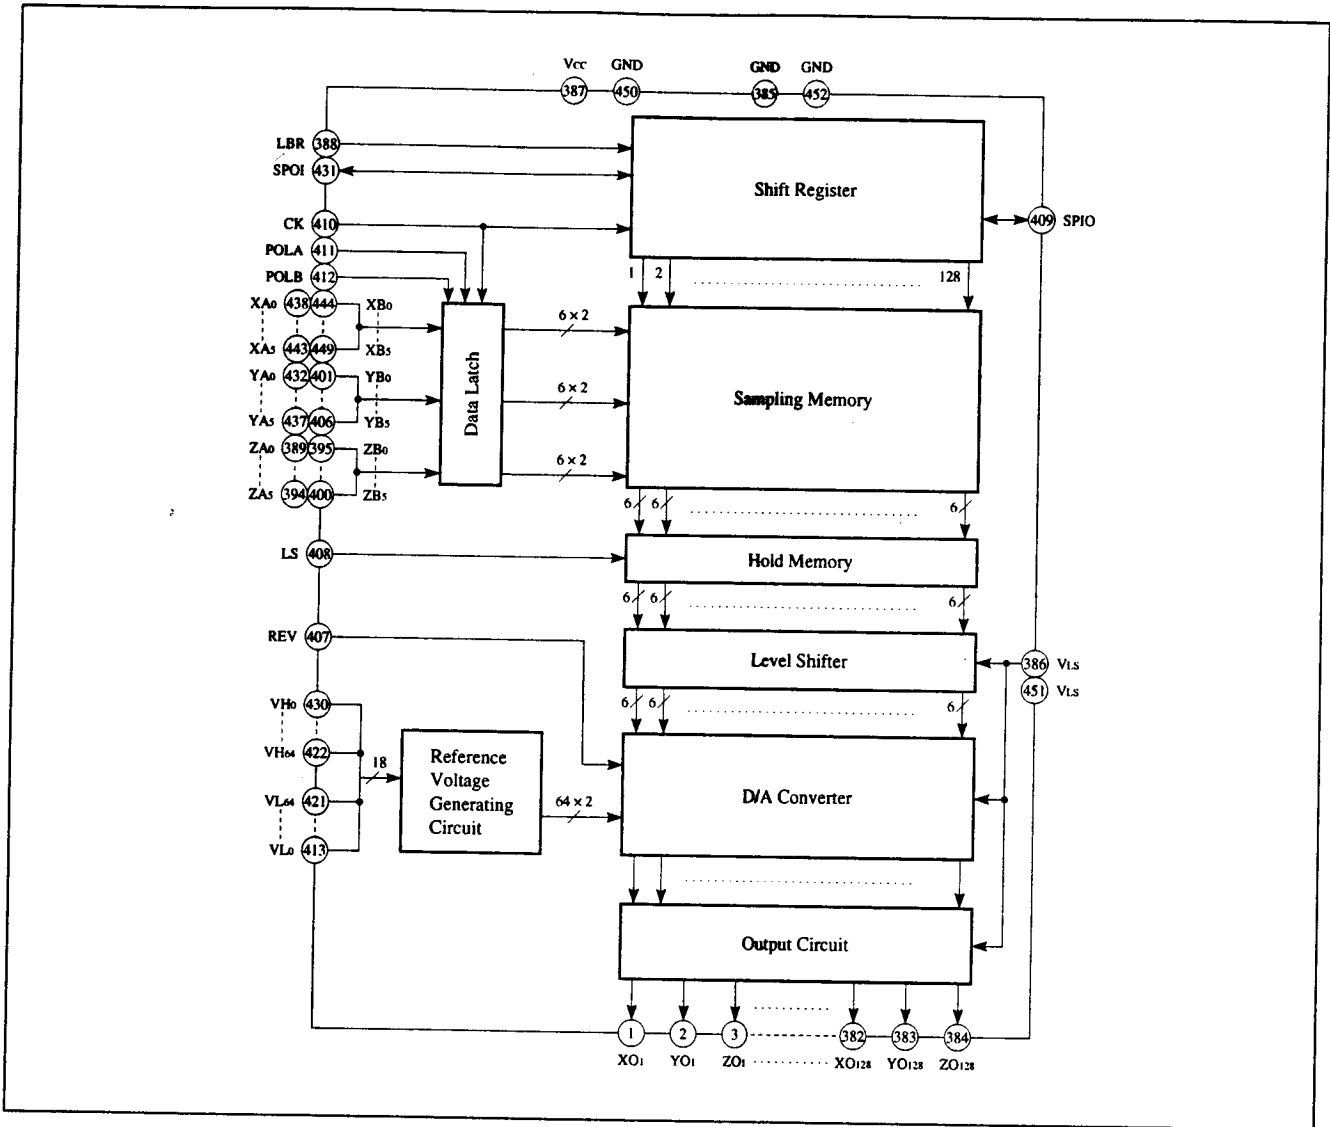 Vcc GND GND GND
387 450 385 452
LBR 388
SPOI 431
Shift Register
CK 410
409 SPIO
POLA 411
POLB 412
1 2 128
XA0 438 444 XB0
6 × 2
XA5 443 449 XB5
YA0 432 401 YB0
Data Latch
6 × 2
Sampling Memory
YA5 437 406 YB5
ZA0 389 395 ZB0
6 × 2
ZA5 394 400 ZB5
6 6 6
LS 408
Hold Memory
6 6 6
REV 407
Level Shifter
386 VLS
451 VLS
6 6 6
VH0 430
VH64 422
18
Reference
Voltage
Generating
Circuit
64 × 2
D/A Converter
VL64 421
VL0 413
Output Circuit
1 2 3 382 383 384
XO1 YO1 ZO1 XO128 YO128 ZO128